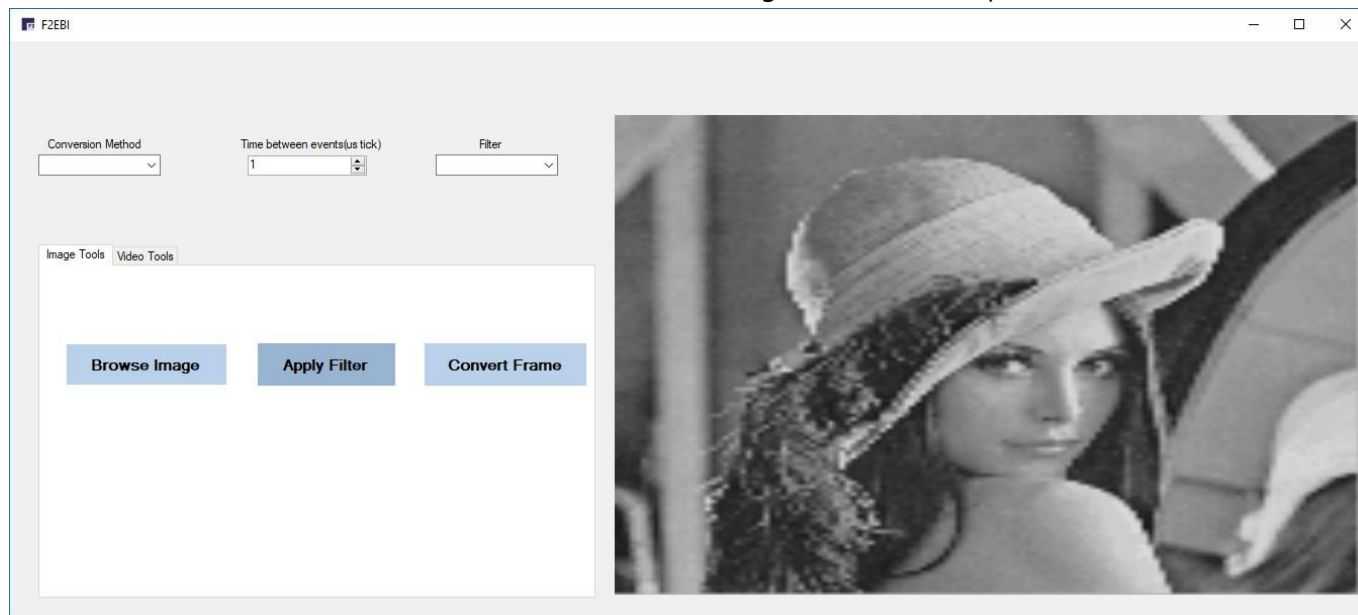 F2EBI
Conversion Method Time between events(us tick) Filter
1
Image Tools Video Tools
Browse Image Apply Filter Convert Frame